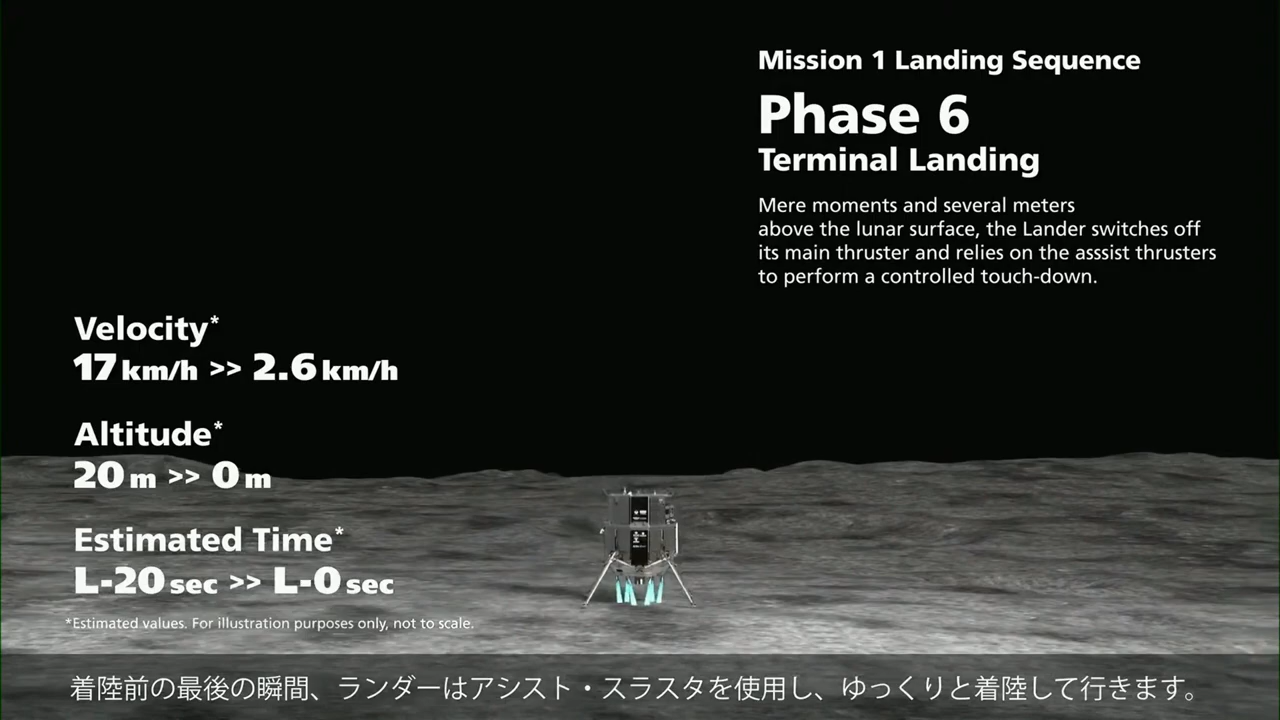 Mission 1 Landing Sequence
Phase 6
Terminal Landing
Mere moments and several meters
above the lunar surface, the Lander switches off
its main thruster and relies on the asssist thrusters
to perform a controlled touch-down.
Velocity*
17 km/h >> 2.6 km/h
Altitude*
20 m >> 0 m
Estimated Time*
L-20 sec >> L-0 sec
*Estimated values. For illustration purposes only, not to scale.
着陸前の最後の瞬間、ランダーはアシスト・スラスタを使用し、ゆっくりと着陸して行きます。